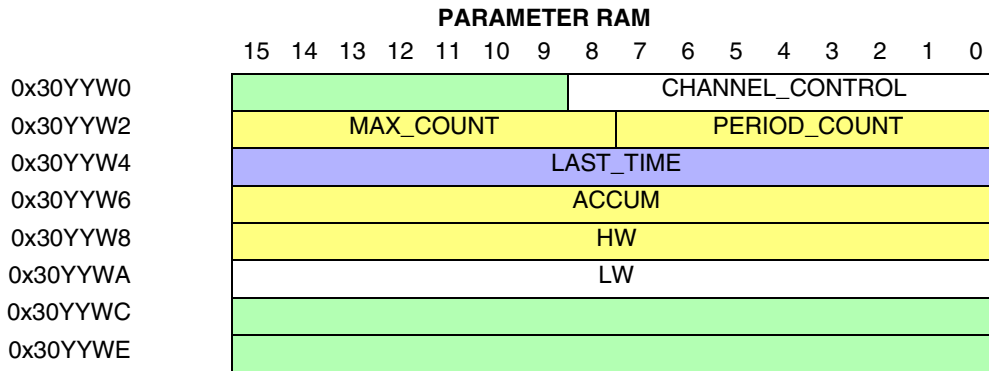 PARAMETER RAM
15 14 13 12 11 10 9 8 7 6 5 4 3 2 1 0
0x30YYW0 CHANNEL_CONTROL
0x30YYW2 MAX_COUNT PERIOD_COUNT
0x30YYW4 LAST_TIME
0x30YYW6 ACCUM
0x30YYW8 HW
0x30YYWA LW
0x30YYWC
0x30YYWE